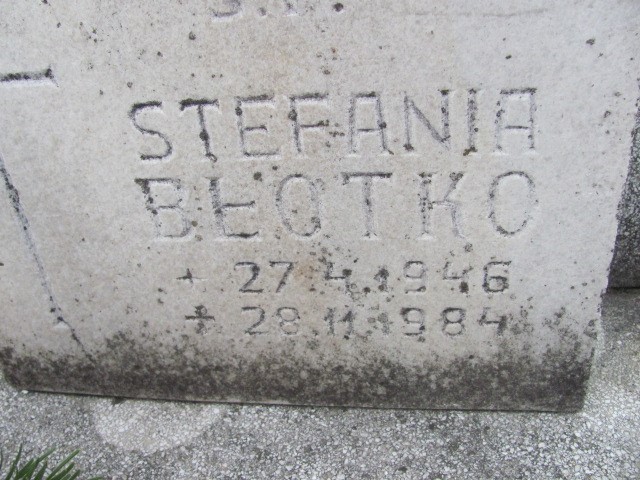 Ś.P.
STEFANIA
BŁOTKO
* 27.4.1946
+ 28.11.1984